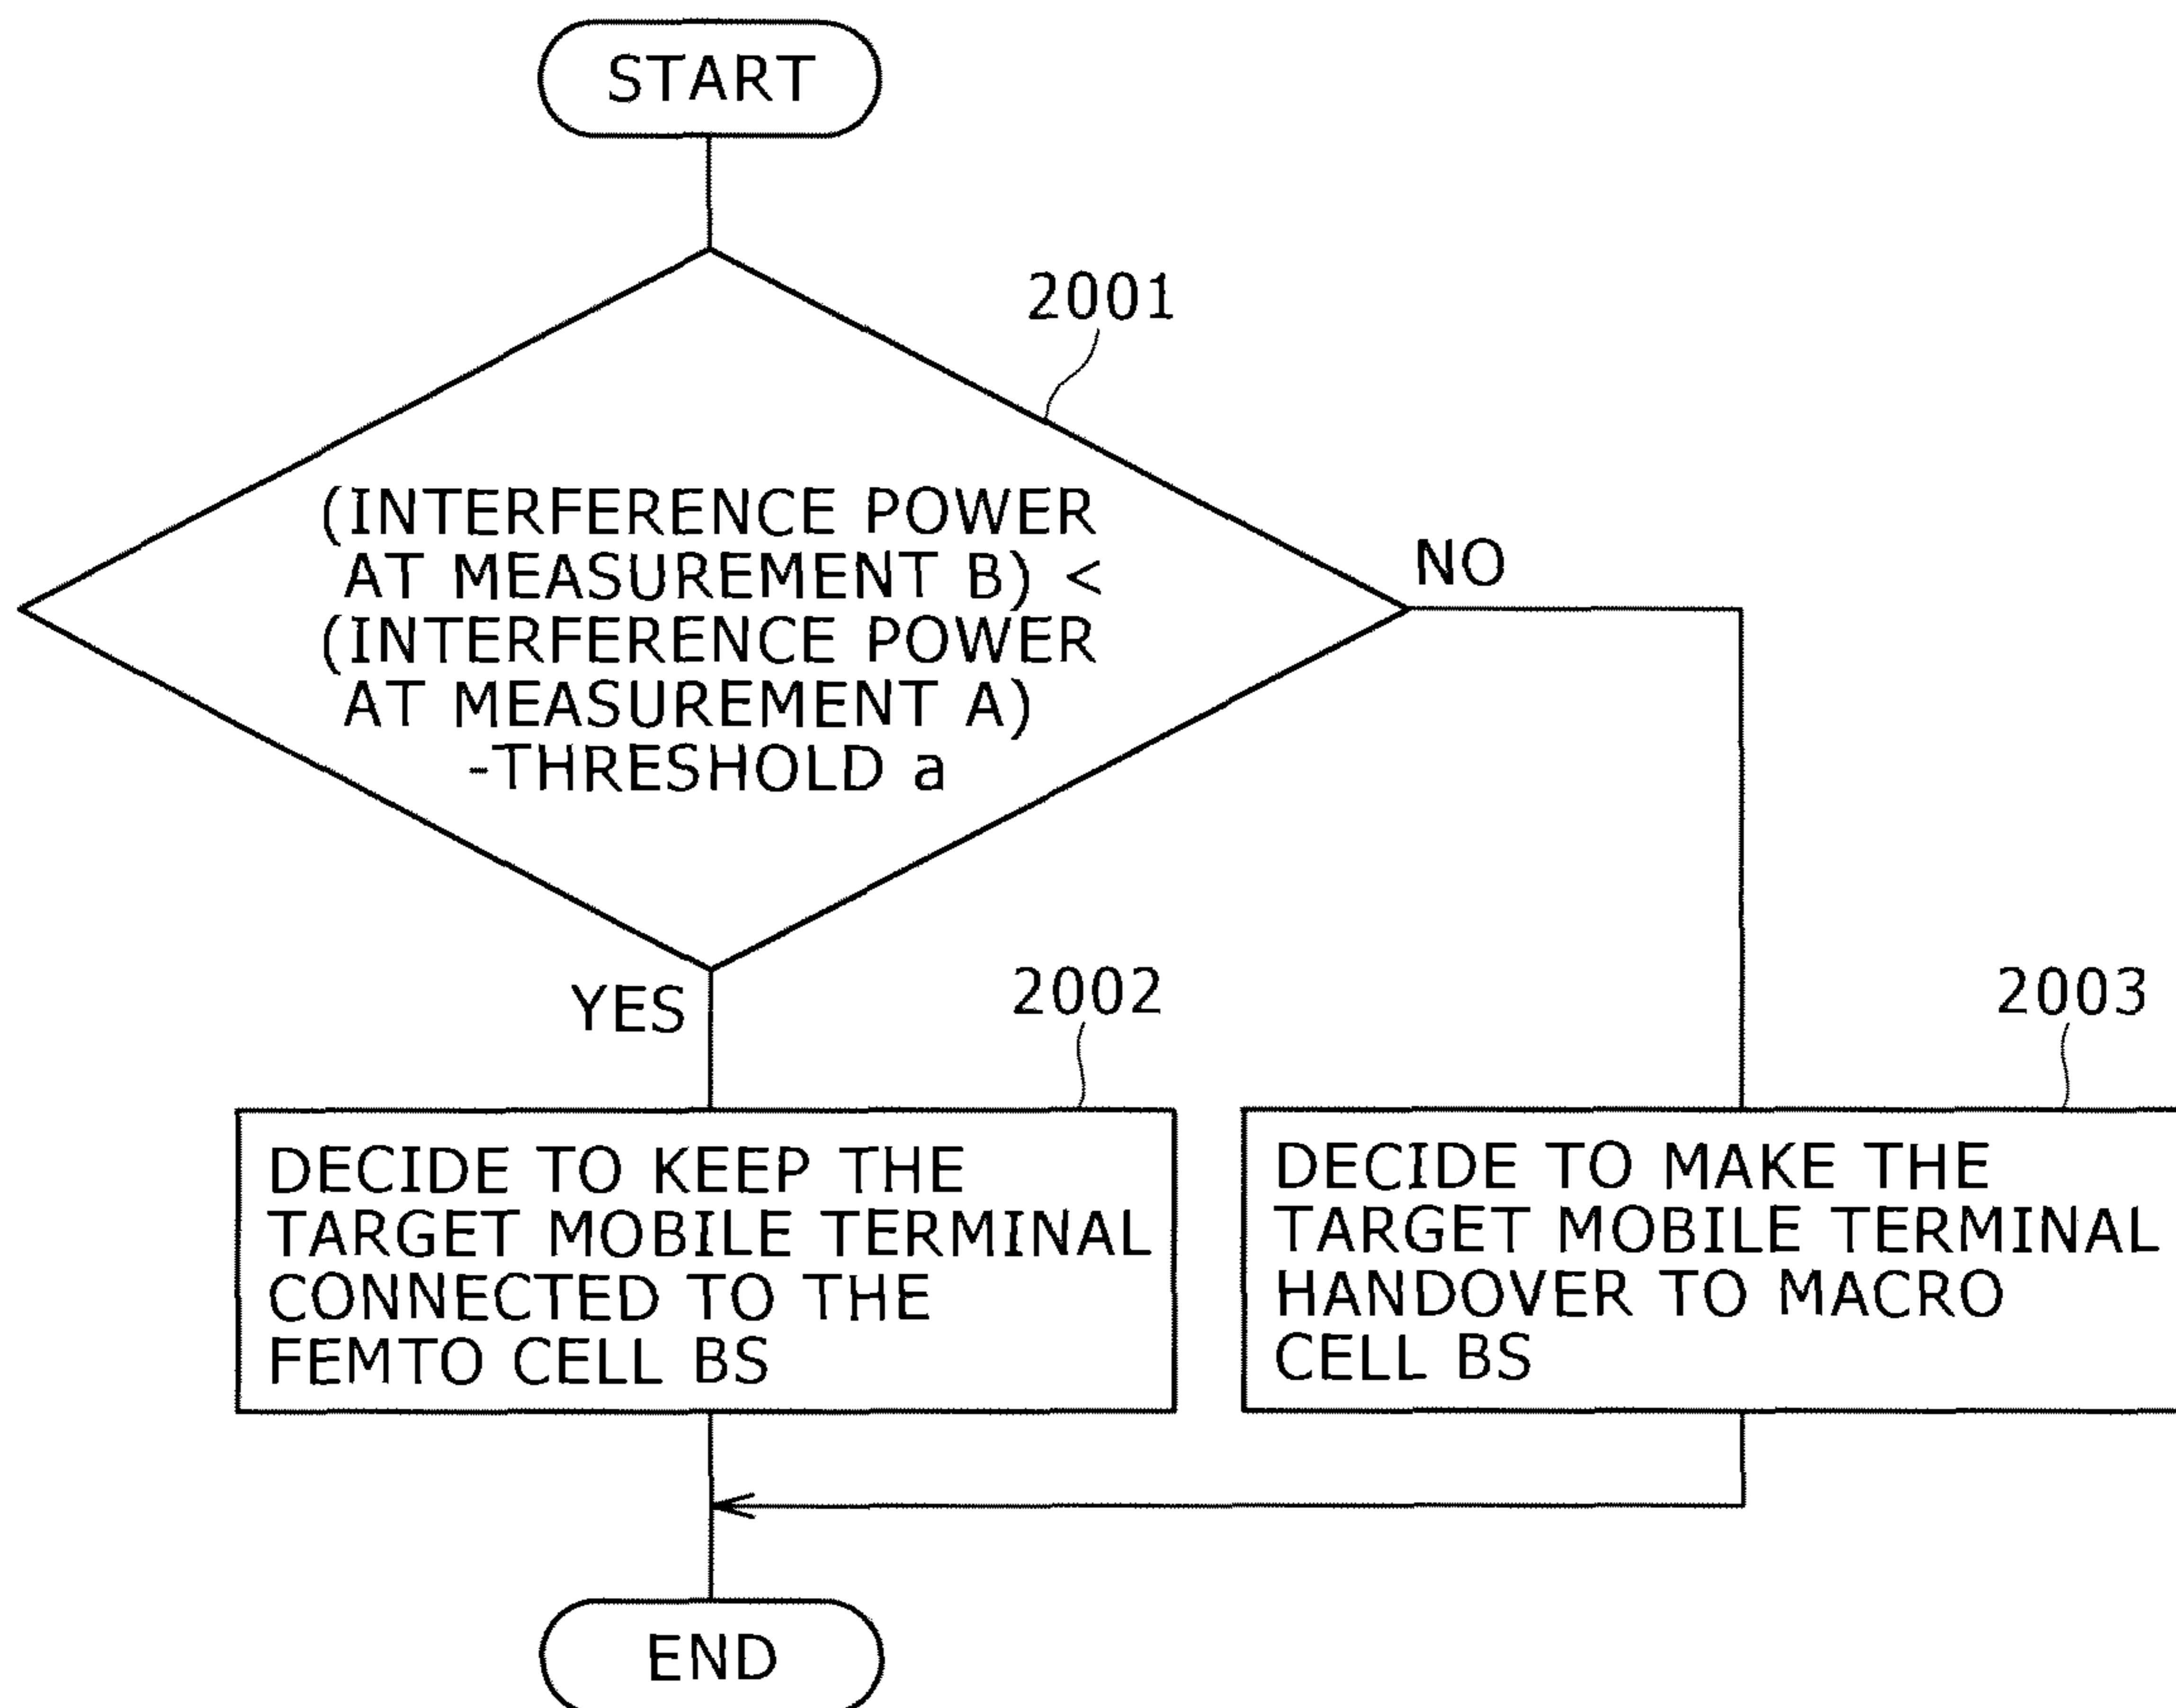 START
2001
(INTERFERENCE POWER
AT MEASUREMENT B) <
(INTERFERENCE POWER
AT MEASUREMENT A)
-THRESHOLD a
NO
YES
2002
DECIDE TO KEEP THE
TARGET MOBILE TERMINAL
CONNECTED TO THE
FEMTO CELL BS
2003
DECIDE TO MAKE THE
TARGET MOBILE TERMINAL
HANDOVER TO MACRO
CELL BS
END